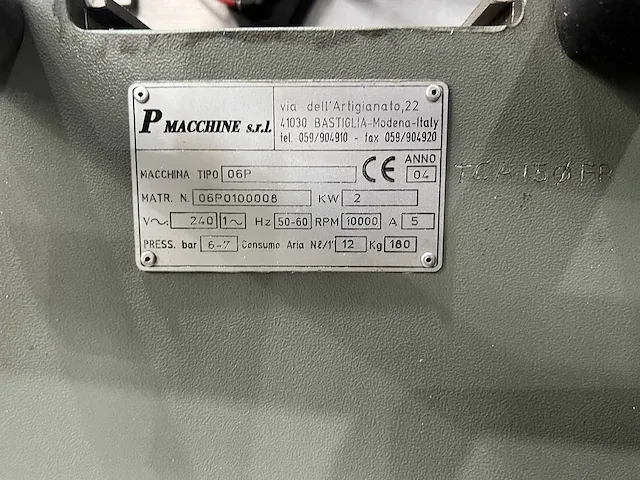 P MACCHINE s.r.l.
via dell'Artigianato,22
41030 BASTIGLIA-Modena-Italy
tel. 059/904910 - fax 059/904920
MACCHINA TIPO 06P CE ANNO 04
MATR. N. 06P0100008 KW 2
V~: 240 1~ Hz 50-60 RPM 10000 A 5
PRESS. bar 6-7 Consumo Aria Nℓ/1' 12 Kg 180